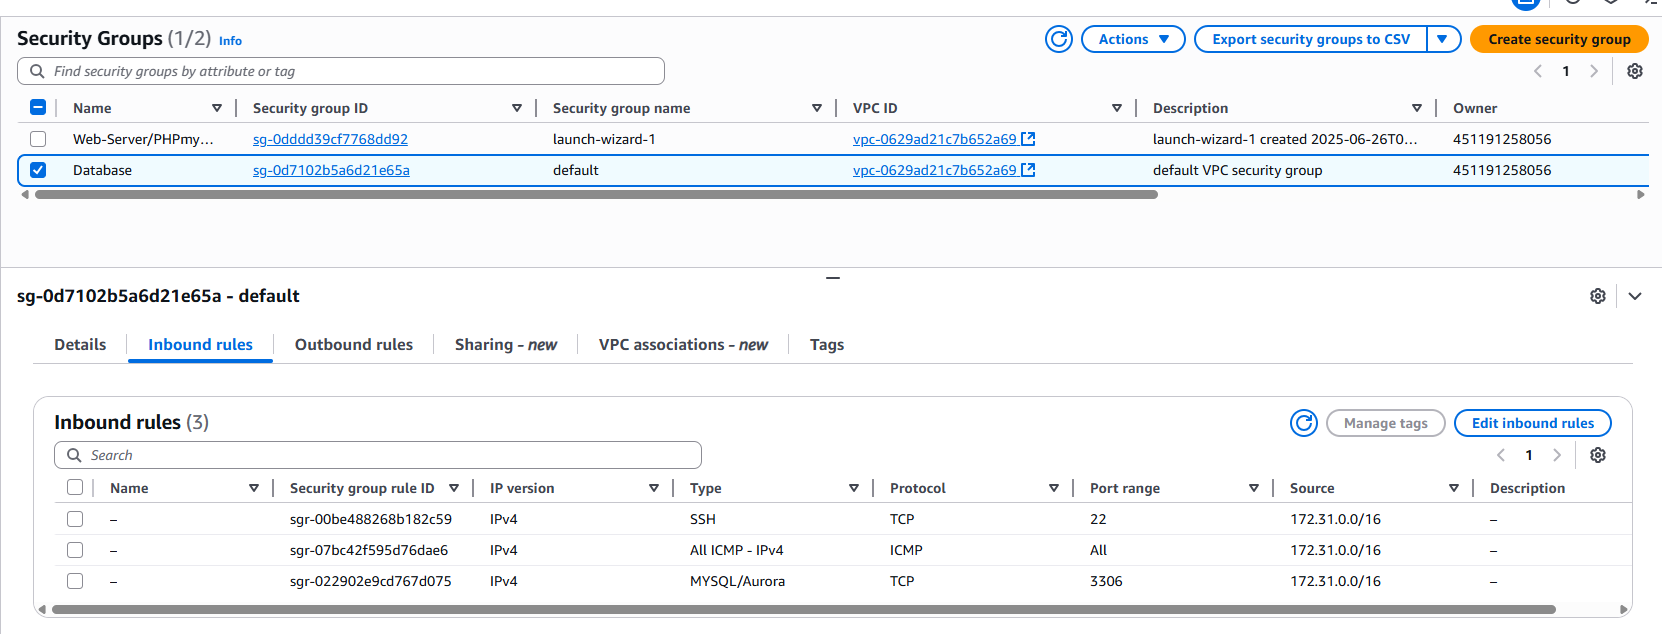 Security Groups (1/2) Info
Actions
Export security groups to CSV
Create security group
Find security groups by attribute or tag
1
Name Security group ID Security group name VPC ID Description Owner
Web-Server/PHPmy... sg-0dddd39cf7768dd92 launch-wizard-1 vpc-0629ad21c7b652a69 launch-wizard-1 created 2025-06-26T0... 451191258056
Database sg-0d7102b5a6d21e65a default vpc-0629ad21c7b652a69 default VPC security group 451191258056
sg-0d7102b5a6d21e65a - default
Details Inbound rules Outbound rules Sharing - new VPC associations - new Tags
Inbound rules (3)
Manage tags
Edit inbound rules
Search
1
Name Security group rule ID IP version Type Protocol Port range Source Description
– sgr-00be488268b182c59 IPv4 SSH TCP 22 172.31.0.0/16 –
– sgr-07bc42f595d76dae6 IPv4 All ICMP - IPv4 ICMP All 172.31.0.0/16 –
– sgr-022902e9cd767d075 IPv4 MYSQL/Aurora TCP 3306 172.31.0.0/16 –